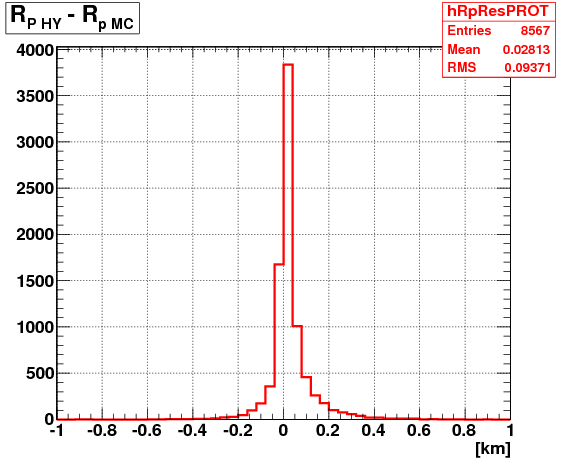 R_P HY - R_p MC
hRpResPROT
Entries 8567
Mean 0.02813
RMS 0.09371
4000
3500
3000
2500
2000
1500
1000
500
0
-1 -0.8 -0.6 -0.4 -0.2 0 0.2 0.4 0.6 0.8 1
[km]